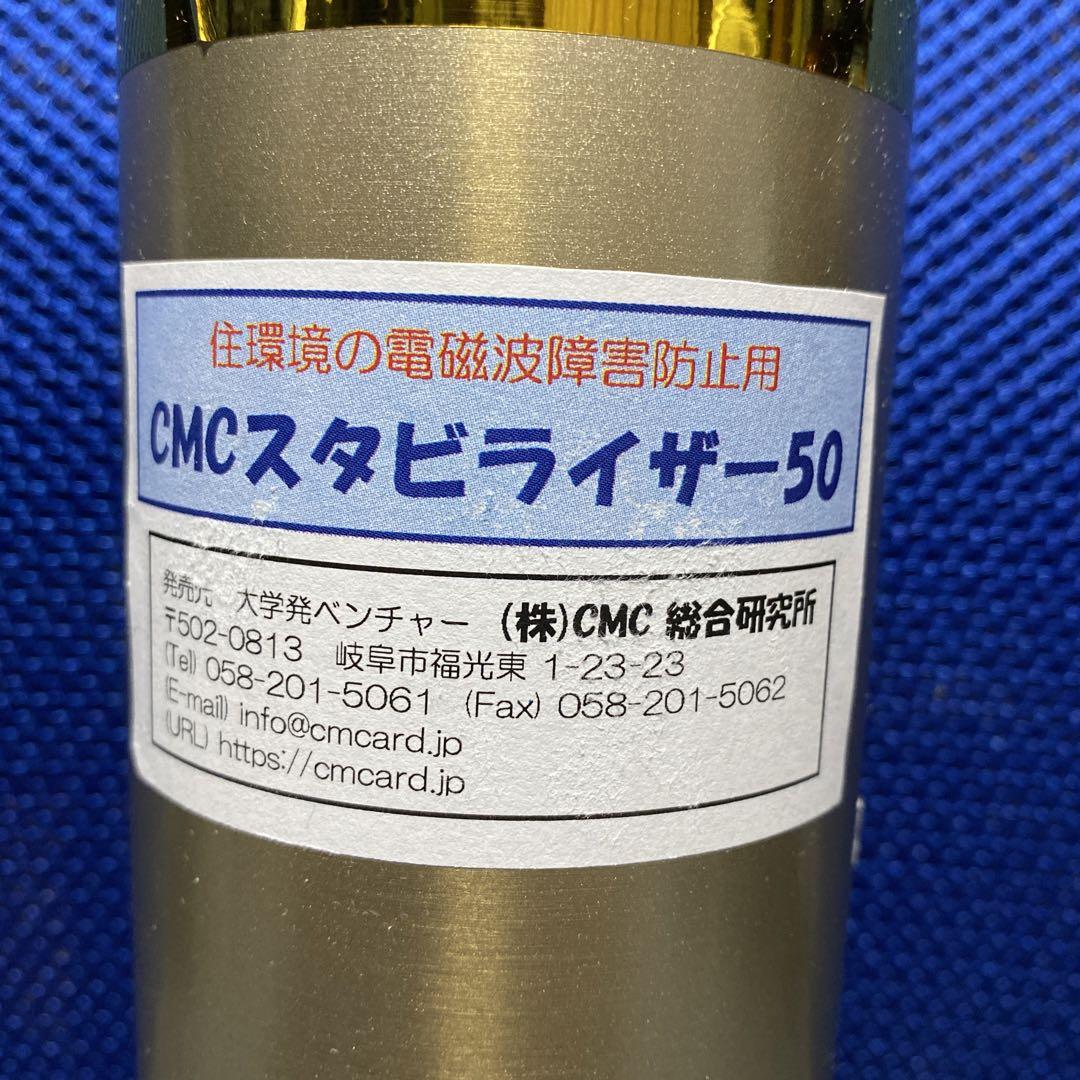 住環境の電磁波障害防止用
CMCスタビライザー50
発売元 大学発ベンチャー (株)CMC 総合研究所
〒502-0813 岐阜市福光東 1-23-23
(Tel) 058-201-5061 (Fax) 058-201-5062
(E-mail) info@cmcard.jp
(URL) https://cmcard.jp